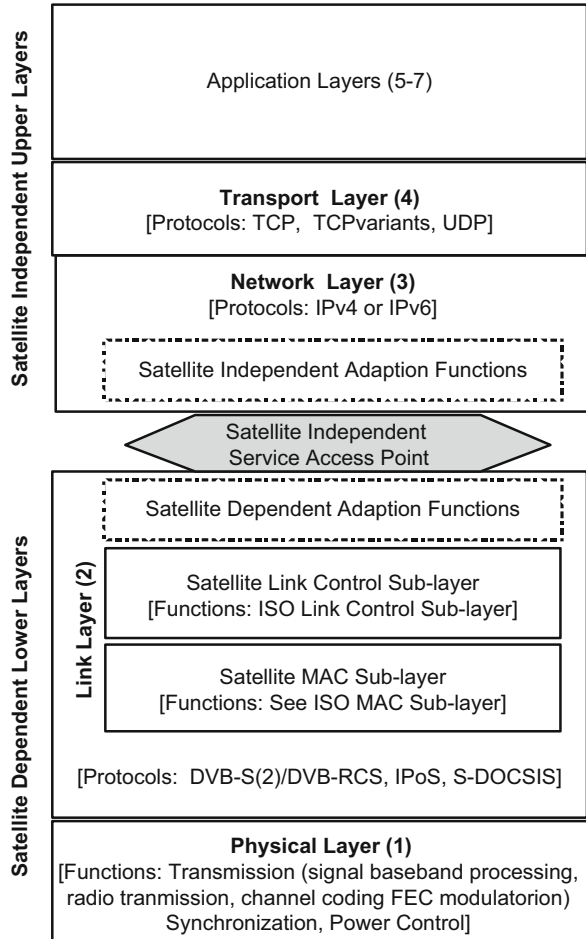 Satellite Independent Upper Layers
Application Layers (5-7)
Transport Layer (4)
[Protocols: TCP, TCPvariants, UDP]
Network Layer (3)
[Protocols: IPv4 or IPv6]
Satellite Independent Adaption Functions
Satellite Independent
Service Access Point
Satellite Dependent Lower Layers
Satellite Dependent Adaption Functions
Link Layer (2)
Satellite Link Control Sub-layer
[Functions: ISO Link Control Sub-layer]
Satellite MAC Sub-layer
[Functions: See ISO MAC Sub-layer]
[Protocols: DVB-S(2)/DVB-RCS, IPoS, S-DOCSIS]
Physical Layer (1)
[Functions: Transmission (signal baseband processing,
radio tranmission, channel coding FEC modulatorion)
Synchronization, Power Control]